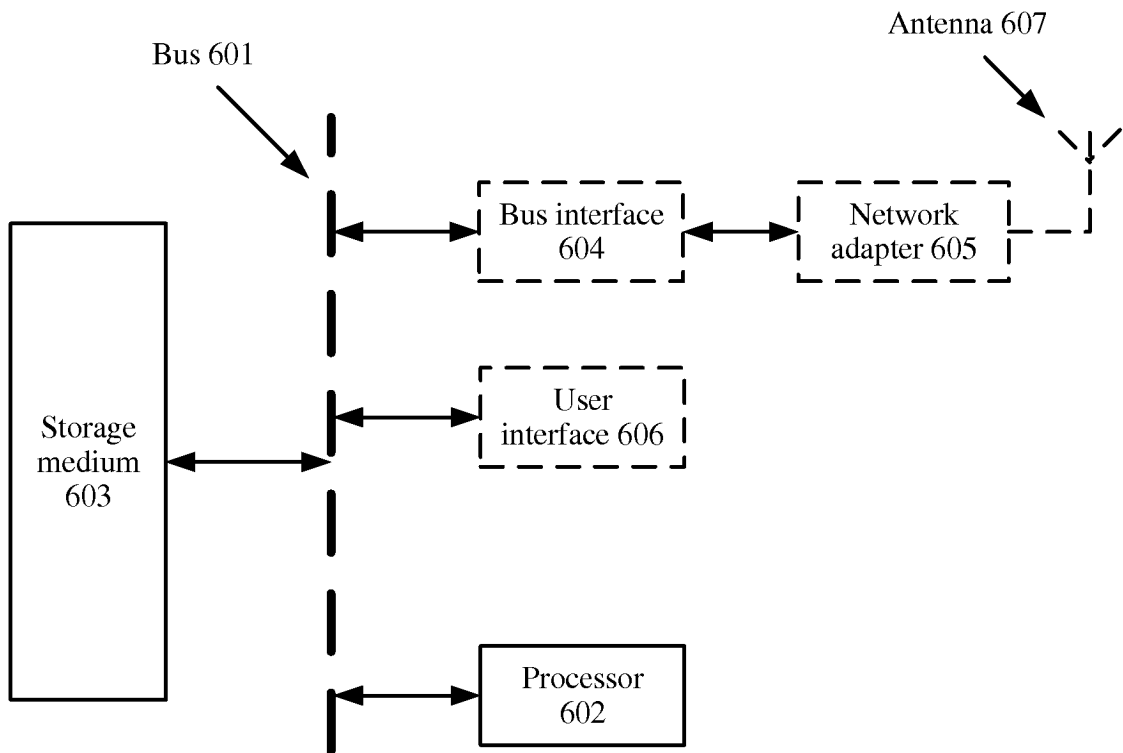 Antenna 607
Bus 601
Bus interface
604
Network
adapter 605
User
interface 606
Storage
medium
603
Processor
602